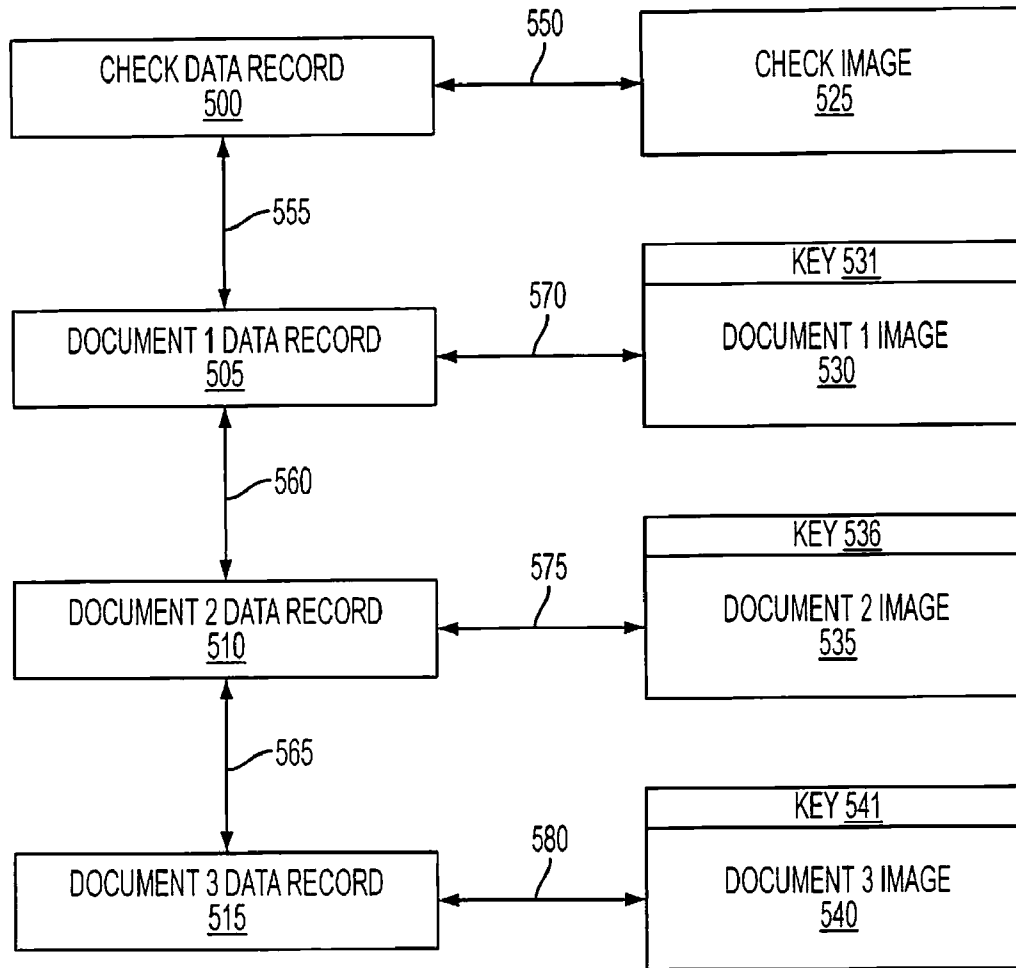 550
CHECK DATA RECORD
500
CHECK IMAGE
525
555
KEY 531
570
DOCUMENT 1 DATA RECORD
505
DOCUMENT 1 IMAGE
530
560
KEY 536
575
DOCUMENT 2 DATA RECORD
510
DOCUMENT 2 IMAGE
535
565
KEY 541
580
DOCUMENT 3 DATA RECORD
515
DOCUMENT 3 IMAGE
540